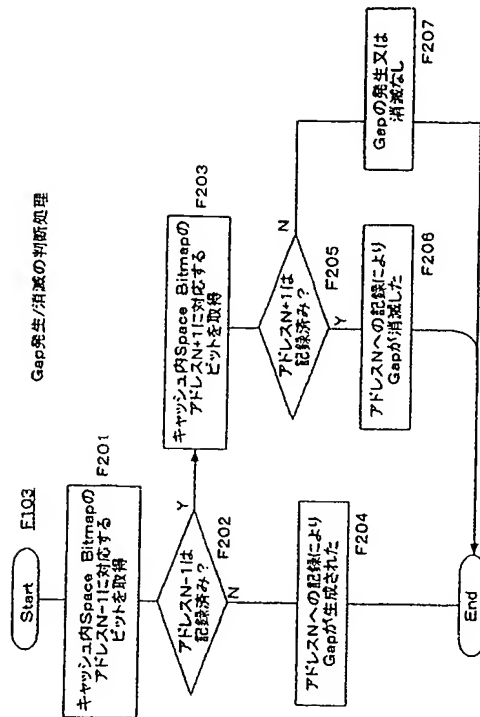 Gap発生/消滅の判断処理
F103
Start
キャッシュ内Space Bitmapの
アドレスN-1に対応する
ビットを取得
F201
アドレスN-1は
記録済み?
F202
Y
N
キャッシュ内Space Bitmapの
アドレスN+1に対応する
ビットを取得
F203
アドレスN+1は
記録済み?
F205
Y
N
アドレスNへの記録により
Gapが生成された
F204
アドレスNへの記録により
Gapが消滅した
F206
Gapの発生又は
消滅なし
F207
End